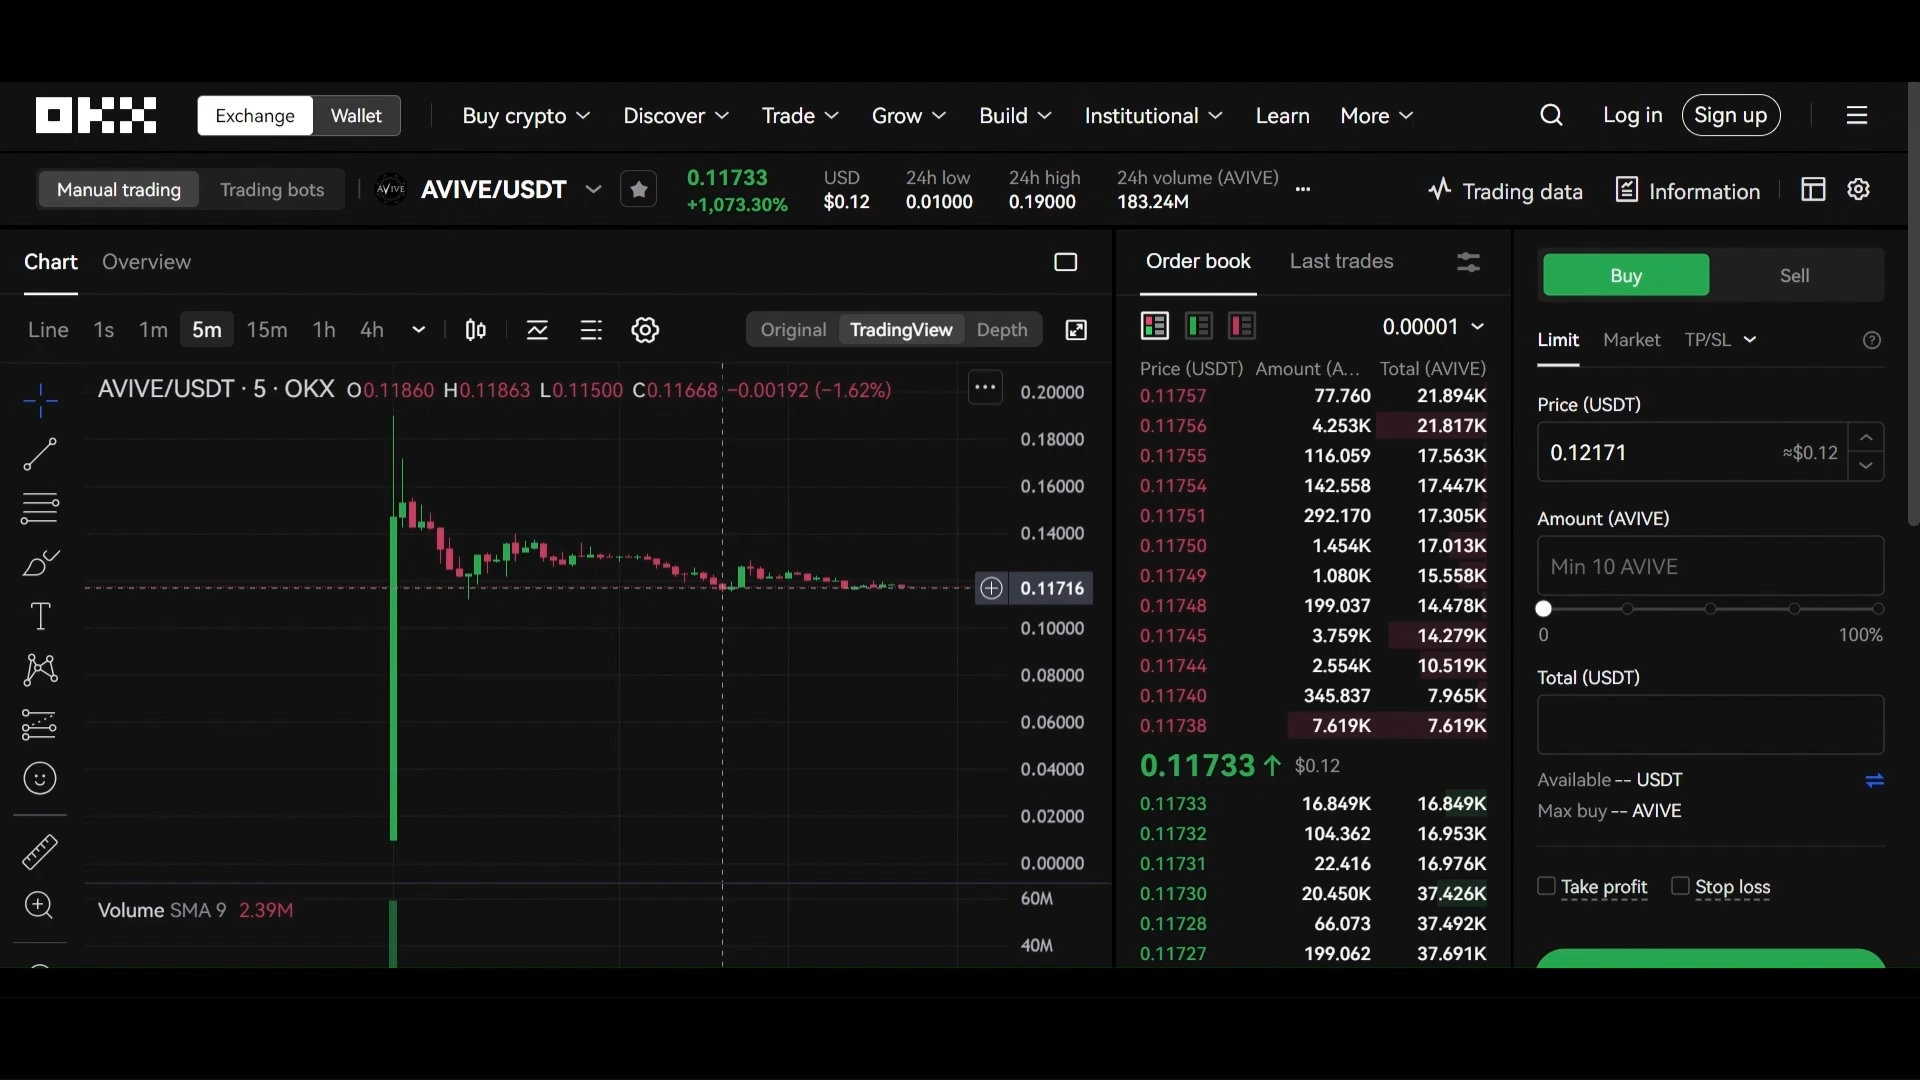 OKX
Exchange Wallet Buy crypto Discover Trade Grow Build Institutional Learn More Log in Sign up
Manual trading Trading bots AVIVE AVIVE/USDT
0.11733 USD 24h low 24h high 24h volume (AVIVE)
+1,073.30% $0.12 0.01000 0.19000 183.24M
Trading data Information
Chart Overview
Line 1s 1m 5m 15m 1h 4h Original TradingView Depth
AVIVE/USDT · 5 · OKX O0.11860 H0.11863 L0.11500 C0.11668 −0.00192 (−1.62%)
0.20000
0.18000
0.16000
0.14000
0.11716
0.10000
0.08000
0.06000
0.04000
0.02000
0.00000
Volume SMA 9 2.39M
60M
40M
Order book Last trades
0.00001
Price (USDT) Amount (A... Total (AVIVE)
0.11757 77.760 21.894K
0.11756 4.253K 21.817K
0.11755 116.059 17.563K
0.11754 142.558 17.447K
0.11751 292.170 17.305K
0.11750 1.454K 17.013K
0.11749 1.080K 15.558K
0.11748 199.037 14.478K
0.11745 3.759K 14.279K
0.11744 2.554K 10.519K
0.11740 345.837 7.965K
0.11738 7.619K 7.619K
0.11733 ↑ $0.12
0.11733 16.849K 16.849K
0.11732 104.362 16.953K
0.11731 22.416 16.976K
0.11730 20.450K 37.426K
0.11728 66.073 37.492K
0.11727 199.062 37.691K
Buy Sell
Limit Market TP/SL
Price (USDT)
0.12171 ≈$0.12
Amount (AVIVE)
Min 10 AVIVE
0 100%
Total (USDT)
Available -- USDT
Max buy -- AVIVE
Take profit Stop loss